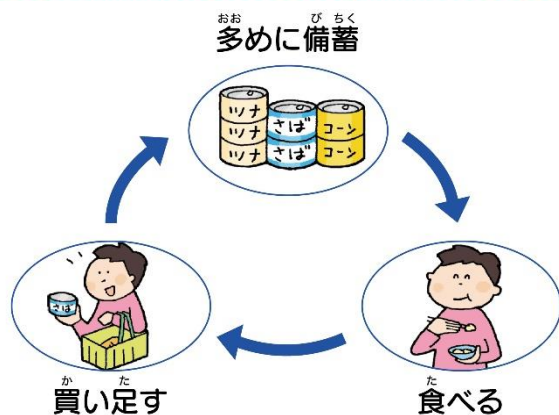 おお び ちく
多めに備蓄
ツナ
ツナ
ツナ
さば
さば
コーン
コーン
さば
か た
買い足す
た
食べる